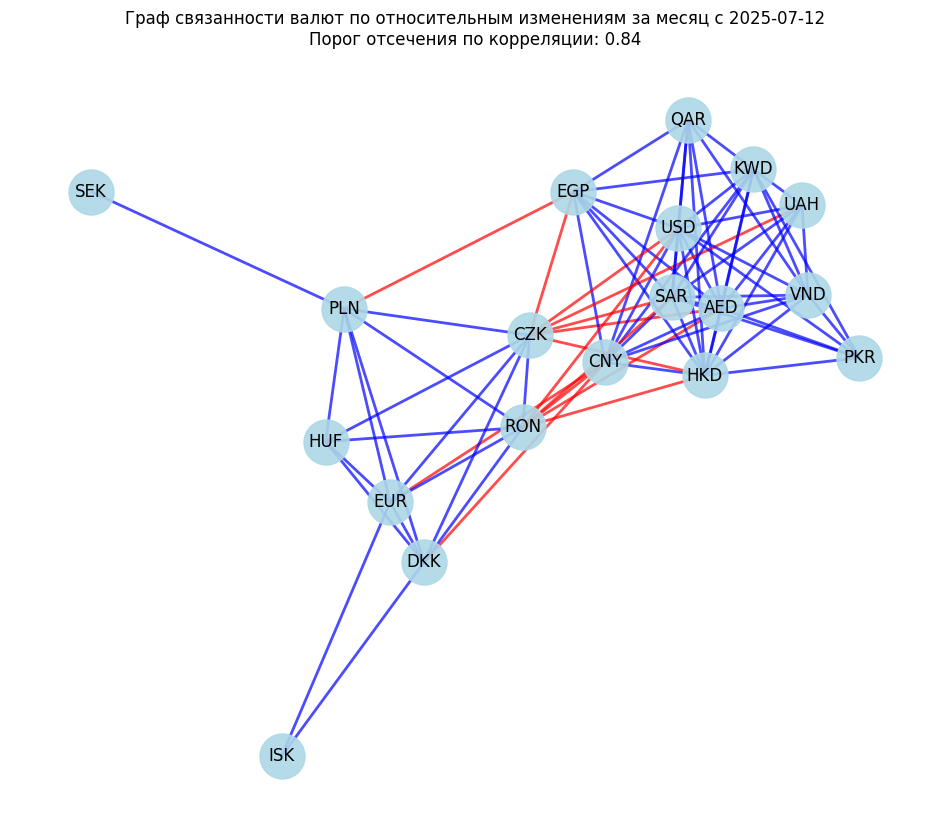 Граф связанности валют по относительным изменениям за месяц с 2025-07-12
Порог отсечения по корреляции: 0.84
QAR
KWD
SEK
EGP
UAH
USD
VND
SAR
AED
PLN
CZK
PKR
CNY
HKD
RON
HUF
EUR
DKK
ISK